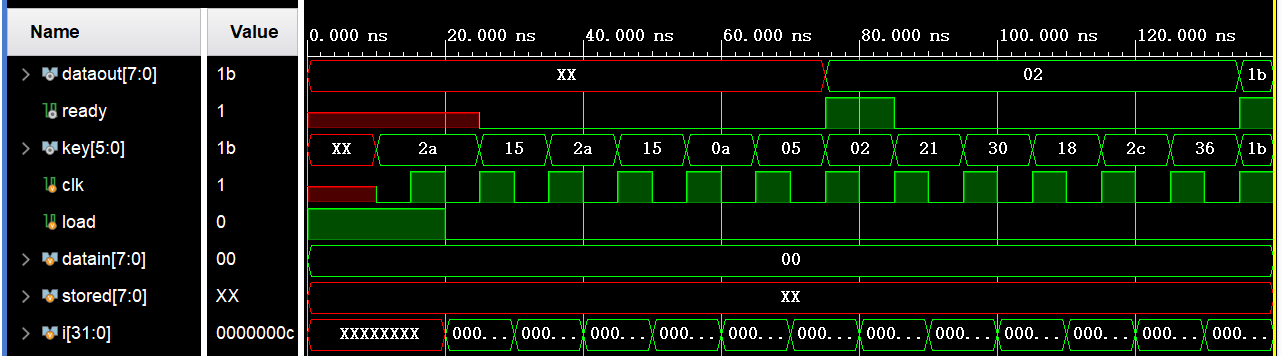 Name Value 0.000 ns 20.000 ns 40.000 ns 60.000 ns 80.000 ns 100.000 ns 120.000 ns
dataout[7:0] 1b XX 02 1b
ready 1
key[5:0] 1b XX 2a 15 2a 15 0a 05 02 21 30 18 2c 36 1b
clk 1
load 0
datain[7:0] 00 00
stored[7:0] XX XX
i[31:0] 0000000c XXXXXXXX 000... 000... 000... 000... 000... 000... 000... 000... 000... 000... 000... 000...